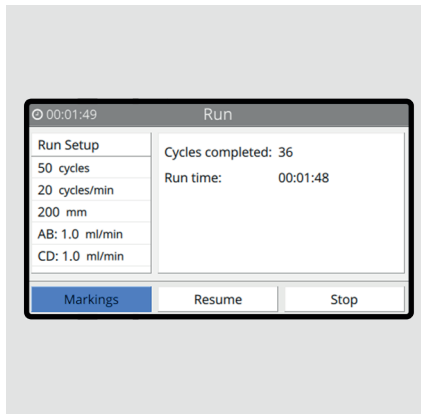 00:01:49 Run
Run Setup
50 cycles
20 cycles/min
200 mm
AB: 1.0 ml/min
CD: 1.0 ml/min
Cycles completed: 36
Run time: 00:01:48
Markings Resume Stop